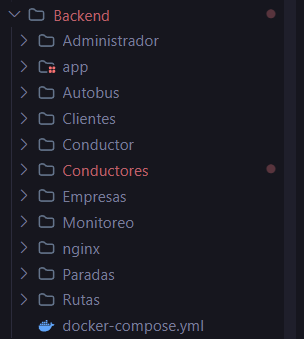 Backend
Administrador
app
Autobus
Clientes
Conductor
Conductores
Empresas
Monitoreo
nginx
Paradas
Rutas
docker-compose.yml